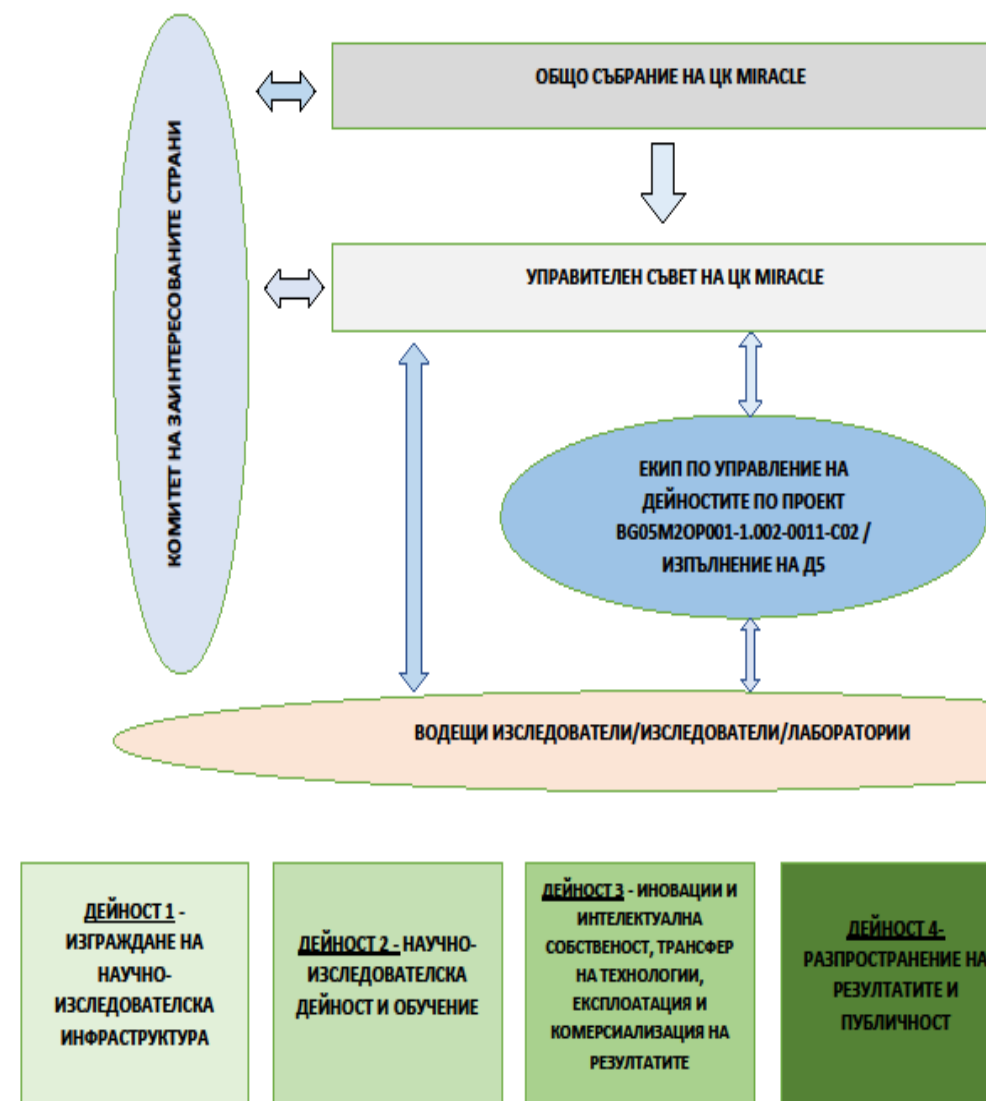 ОБЩО СЪБРАНИЕ НА ЦК MIRACLE
КОМИТЕТ НА ЗАИНТЕРЕСОВАНИТЕ СТРАНИ
УПРАВИТЕЛЕН СЪВЕТ НА ЦК MIRACLE
ЕКИП ПО УПРАВЛЕНИЕ НА
ДЕЙНОСТИТЕ ПО ПРОЕКТ
BG05M2OP001-1.002-0011-C02 /
ИЗПЪЛНЕНИЕ НА Д5
ВОДЕЩИ ИЗСЛЕДОВАТЕЛИ/ИЗСЛЕДОВАТЕЛИ/ЛАБОРАТОРИИ
ДЕЙНОСТ 1 -
ИЗГРАЖДАНЕ НА
НАУЧНО-
ИЗСЛЕДОВАТЕЛСКА
ИНФРАСТРУКТУРА
ДЕЙНОСТ 2 - НАУЧНО-
ИЗСЛЕДОВАТЕЛСКА
ДЕЙНОСТ И ОБУЧЕНИЕ
ДЕЙНОСТ 3 - ИНОВАЦИИ И
ИНТЕЛЕКТУАЛНА
СОБСТВЕНОСТ, ТРАНСФЕР
НА ТЕХНОЛОГИИ,
ЕКСПЛОАТАЦИЯ И
КОМЕРСИАЛИЗАЦИЯ НА
РЕЗУЛТАТИТЕ
ДЕЙНОСТ 4-
РАЗПРОСТРАНЕНИЕ НА
РЕЗУЛТАТИТЕ И
ПУБЛИЧНОСТ